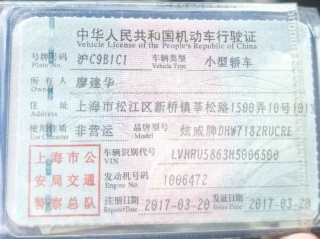 中华人民共和国机动车行驶证
Vehicle License of the People's Republic of China
号牌号码 沪C9B1C1 车辆类型 小型轿车
Plate No. Vehicle Type
所有人 廖建华
Owner
住址 上海市松江区新桥镇莘松路1500弄10号
Address
使用性质 非营运 品牌型号 炫威牌DHW7182RUCRE
Use Character Model
上海市公安局交通警察总队
车辆识别代号 LVHRU5863H5006500
VIN
发动机号码 1006472
Engine No.
注册日期 2017-03-20 发证日期 2017-03-20
Register Date Issue Date